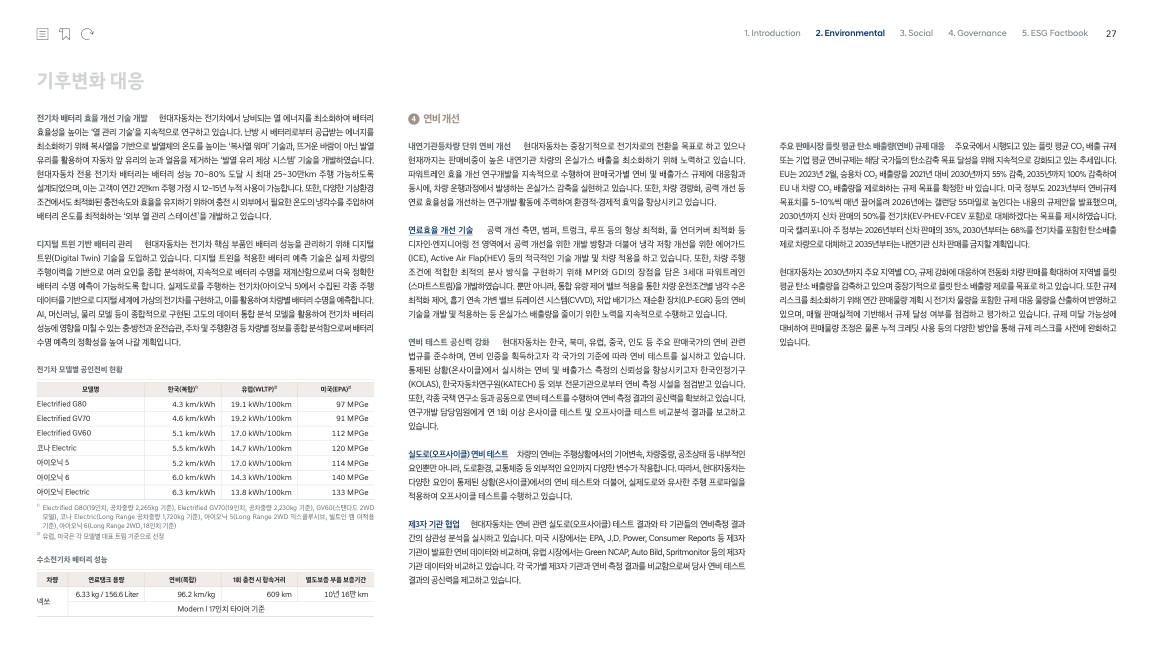 1. Introduction 2. Environmental 3. Social 4. Governance 5. ESG Factbook 27
기후변화 대응
전기차 배터리 효율 개선 기술 개발 현대자동차는 전기차에서 낭비되는 열 에너지를 최소화하여 배터리
효율성을 높이는 ‘열 관리 기술’을 지속적으로 연구하고 있습니다. 난방 시 배터리로부터 공급받는 에너지를
최소화하기 위해 복사열을 기반으로 발열체의 온도를 높이는 ‘복사열 워머’ 기술과, 뜨거운 바람이 아닌 발열
유리를 활용하여 자동차 앞 유리의 눈과 얼음을 제거하는 ‘발열 유리 제상 시스템’ 기술을 개발하였습니다.
현대자동차 전용 전기차 배터리는 배터리 성능 70~80% 도달 시 최대 25~30만km 주행 가능하도록
설계되었으며, 이는 고객이 연간 2만km 주행 가정 시 12~15년 누적 사용이 가능합니다. 또한, 다양한 기상환경
조건에서도 최적화된 충전속도와 효율을 유지하기 위하여 충전 시 외부에서 필요한 온도의 냉각수를 주입하여
배터리 온도를 최적화하는 ‘외부 열 관리 스테이션’을 개발하고 있습니다.
디지털 트윈 기반 배터리 관리 현대자동차는 전기차 핵심 부품인 배터리 성능을 관리하기 위해 디지털
트윈(Digital Twin) 기술을 도입하고 있습니다. 디지털 트윈을 적용한 배터리 예측 기술은 실제 차량의
주행이력을 기반으로 여러 요인을 종합 분석하여, 지속적으로 배터리 수명을 재계산함으로써 더욱 정확한
배터리 수명 예측이 가능하도록 합니다. 실제도로를 주행하는 전기차(아이오닉 5)에서 수집된 각종 주행
데이터를 기반으로 디지털 세계에 가상의 전기차를 구현하고, 이를 활용하여 차량별 배터리 수명을 예측합니다.
AI, 머신러닝, 물리 모델 등이 종합적으로 구현된 고도의 데이터 통합 분석 모델을 활용하여 전기차 배터리
성능에 영향을 미칠 수 있는 충·방전과 운전습관, 주차 및 주행환경 등 차량별 정보를 종합 분석함으로써 배터리
수명 예측의 정확성을 높여 나갈 계획입니다.
전기차 모델별 공인전비 현황
모델명 한국(복합)1) 유럽(WLTP)2) 미국(EPA)2)
Electrified G80 4.3 km/kWh 19.1 kWh/100km 97 MPGe
Electrified GV70 4.6 km/kWh 19.2 kWh/100km 91 MPGe
Electrified GV60 5.1 km/kWh 17.0 kWh/100km 112 MPGe
코나 Electric 5.5 km/kWh 14.7 kWh/100km 120 MPGe
아이오닉 5 5.2 km/kWh 17.0 kWh/100km 114 MPGe
아이오닉 6 6.0 km/kWh 14.3 kWh/100km 140 MPGe
아이오닉 Electric 6.3 km/kWh 13.8 kWh/100km 133 MPGe
1) Electrified G80(19인치, 공차중량 2,265kg 기준), Electrified GV70(19인치, 공차중량 2,230kg 기준), GV60(스탠다드 2WD
모델), 코나 Electric(Long Range 공차중량 1,720kg 기준), 아이오닉 5(Long Range 2WD 익스클루시브, 빌트인 캠 미적용
기준), 아이오닉 6(Long Range 2WD, 18인치 기준)
2) 유럽, 미국은 각 모델별 대표 트림 기준으로 선정
수소전기차 배터리 성능
차량 연료탱크 용량 연비(복합) 1회 충전 시 항속거리 별도보증 부품 보증기간
넥쏘 6.33 kg / 156.6 Liter 96.2 km/kg 609 km 10년 16만 km
Modern I 17인치 타이어 기준
4 연비 개선
내연기관등차량 단위 연비 개선 현대자동차는 중장기적으로 전기차로의 전환을 목표로 하고 있으나
현재까지는 판매비중이 높은 내연기관 차량의 온실가스 배출을 최소화하기 위해 노력하고 있습니다.
파워트레인 효율 개선 연구개발을 지속적으로 수행하여 판매국가별 연비 및 배출가스 규제에 대응함과
동시에, 차량 운행과정에서 발생하는 온실가스 감축을 실현하고 있습니다. 또한, 차량 경량화, 공력 개선 등
연료 효율성을 개선하는 연구개발 활동에 주력하여 환경적·경제적 효익을 향상시키고 있습니다.
연료효율 개선 기술 공력 개선 측면, 범퍼, 트렁크, 루프 등의 형상 최적화, 풀 언더커버 최적화 등
디자인·엔지니어링 전 영역에서 공력 개선을 위한 개발 방향과 더불어 냉각 저항 개선을 위한 에어가드
(ICE), Active Air Flap(HEV) 등의 적극적인 기술 개발 및 차량 적용을 하고 있습니다. 또한, 차량 주행
조건에 적합한 최적의 분사 방식을 구현하기 위해 MPI와 GDI의 장점을 담은 3세대 파워트레인
(스마트스트림)을 개발하였습니다. 뿐만 아니라, 통합 유량 제어 밸브 적용을 통한 차량 운전조건별 냉각 수온
최적화 제어, 흡기 연속 가변 밸브 듀레이션 시스템(CVVD), 저압 배기가스 재순환 장치(LP-EGR) 등의 연비
기술을 개발 및 적용하는 등 온실가스 배출량을 줄이기 위한 노력을 지속적으로 수행하고 있습니다.
연비 테스트 공신력 강화 현대자동차는 한국, 북미, 유럽, 중국, 인도 등 주요 판매국가의 연비 관련
법규를 준수하며, 연비 인증을 획득하고자 각 국가의 기준에 따라 연비 테스트를 실시하고 있습니다.
통제된 상황(온사이클)에서 실시하는 연비 및 배출가스 측정의 신뢰성을 향상시키고자 한국인정기구
(KOLAS), 한국자동차연구원(KATECH) 등 외부 전문기관으로부터 연비 측정 시설을 점검받고 있습니다.
또한, 각종 국책 연구소 등과 공동으로 연비 테스트를 수행하여 연비 측정 결과의 공신력을 확보하고 있습니다.
연구개발 담당임원에게 연 1회 이상 온사이클 테스트 및 오프사이클 테스트 비교분석 결과를 보고하고
있습니다.
실도로(오프사이클) 연비 테스트 차량의 연비는 주행상황에서의 기어변속, 차량중량, 공조상태 등 내부적인
요인뿐만 아니라, 도로환경, 교통체증 등 외부적인 요인까지 다양한 변수가 작용합니다. 따라서, 현대자동차는
다양한 요인이 통제된 상황(온사이클)에서의 연비 테스트와 더불어, 실제도로와 유사한 주행 프로파일을
적용하여 오프사이클 테스트를 수행하고 있습니다.
제3자 기관 협업 현대자동차는 연비 관련 실도로(오프사이클) 테스트 결과와 타 기관들의 연비측정 결과
간의 상관성 분석을 실시하고 있습니다. 미국 시장에서는 EPA, J.D. Power, Consumer Reports 등 제3자
기관이 발표한 연비 데이터와 비교하며, 유럽 시장에서는 Green NCAP, Auto Bild, Spritmonitor 등의 제3자
기관 데이터와 비교하고 있습니다. 각 국가별 제3자 기관과 연비 측정 결과를 비교함으로써 당사 연비 테스트
결과의 공신력을 제고하고 있습니다.
주요 판매시장 플릿 평균 탄소 배출량(연비) 규제 대응 주요국에서 시행되고 있는 플릿 평균 CO₂ 배출 규제
또는 기업 평균 연비규제는 해당 국가들의 탄소감축 목표 달성을 위해 지속적으로 강화되고 있는 추세입니다.
EU는 2023년 2월, 승용차 CO₂ 배출량을 2021년 대비 2030년까지 55% 감축, 2035년까지 100% 감축하여
EU 내 차량 CO₂ 배출량을 제로화하는 규제 목표를 확정한 바 있습니다. 미국 정부도 2023년부터 연비규제
목표치를 5~10%씩 매년 끌어올려 2026년에는 갤런당 55마일로 높인다는 내용의 규제안을 발표했으며,
2030년까지 신차 판매의 50%를 전기차(EV·PHEV·FCEV 포함)로 대체하겠다는 목표를 제시하였습니다.
미국 캘리포니아 주 정부는 2026년부터 신차 판매의 35%, 2030년까지는 68%를 전기차를 포함한 탄소배출
제로 차량으로 대체하고 2035년부터는 내연기관 신차 판매를 금지할 계획입니다.
현대자동차는 2030년까지 주요 지역별 CO₂ 규제 강화에 대응하여 전동화 차량 판매를 확대하여 지역별 플릿
평균 탄소 배출량을 감축하고 있으며 중장기적으로 플릿 탄소 배출량 제로를 목표로 하고 있습니다. 또한 규제
리스크를 최소화하기 위해 연간 판매물량 계획 시 전기차 물량을 포함한 규제 대응 물량을 산출하여 반영하고
있으며, 매월 판매실적에 기반해서 규제 달성 여부를 점검하고 평가하고 있습니다. 규제 미달 가능성에
대비하여 판매물량 조정은 물론 누적 크레딧 사용 등의 다양한 방안을 통해 규제 리스크를 사전에 완화하고
있습니다.